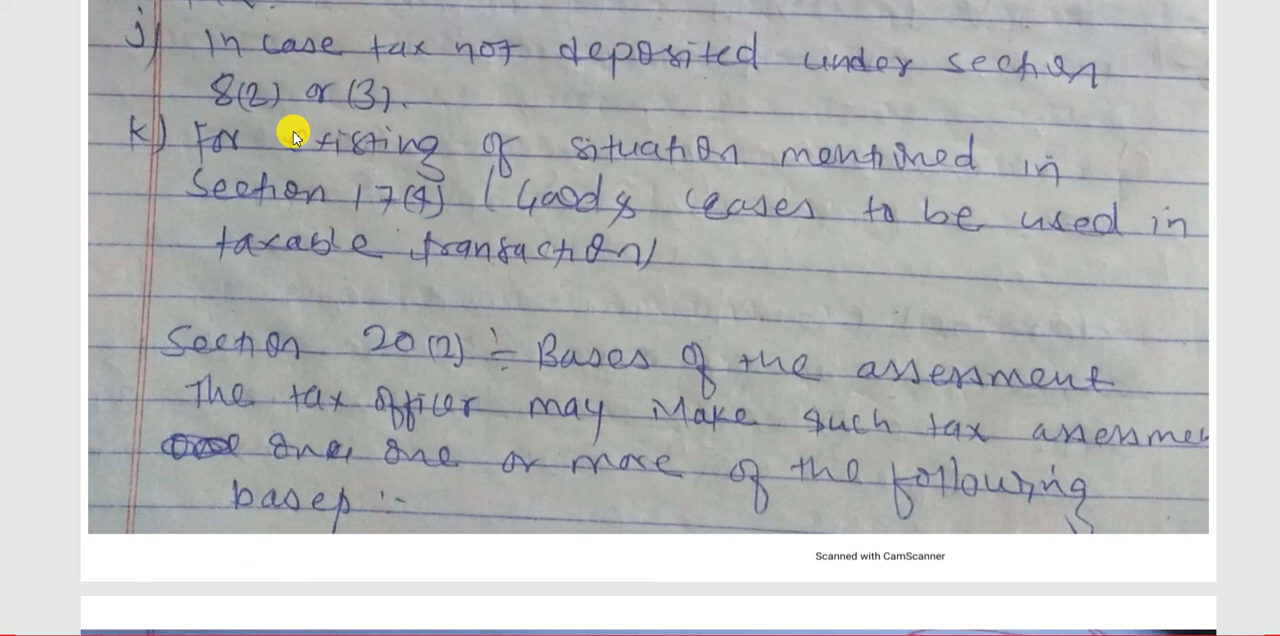 j) In case tax not deposited under section
8(2) or (3).
k) For existing of situation mentioned in
Section 17(4) (Goods ceases to be used in
taxable transaction)
Section 20(2) :- Bases of the assessment
The tax officer may Make such tax assesmen
one, one or more of the following
bases :-
Scanned with CamScanner